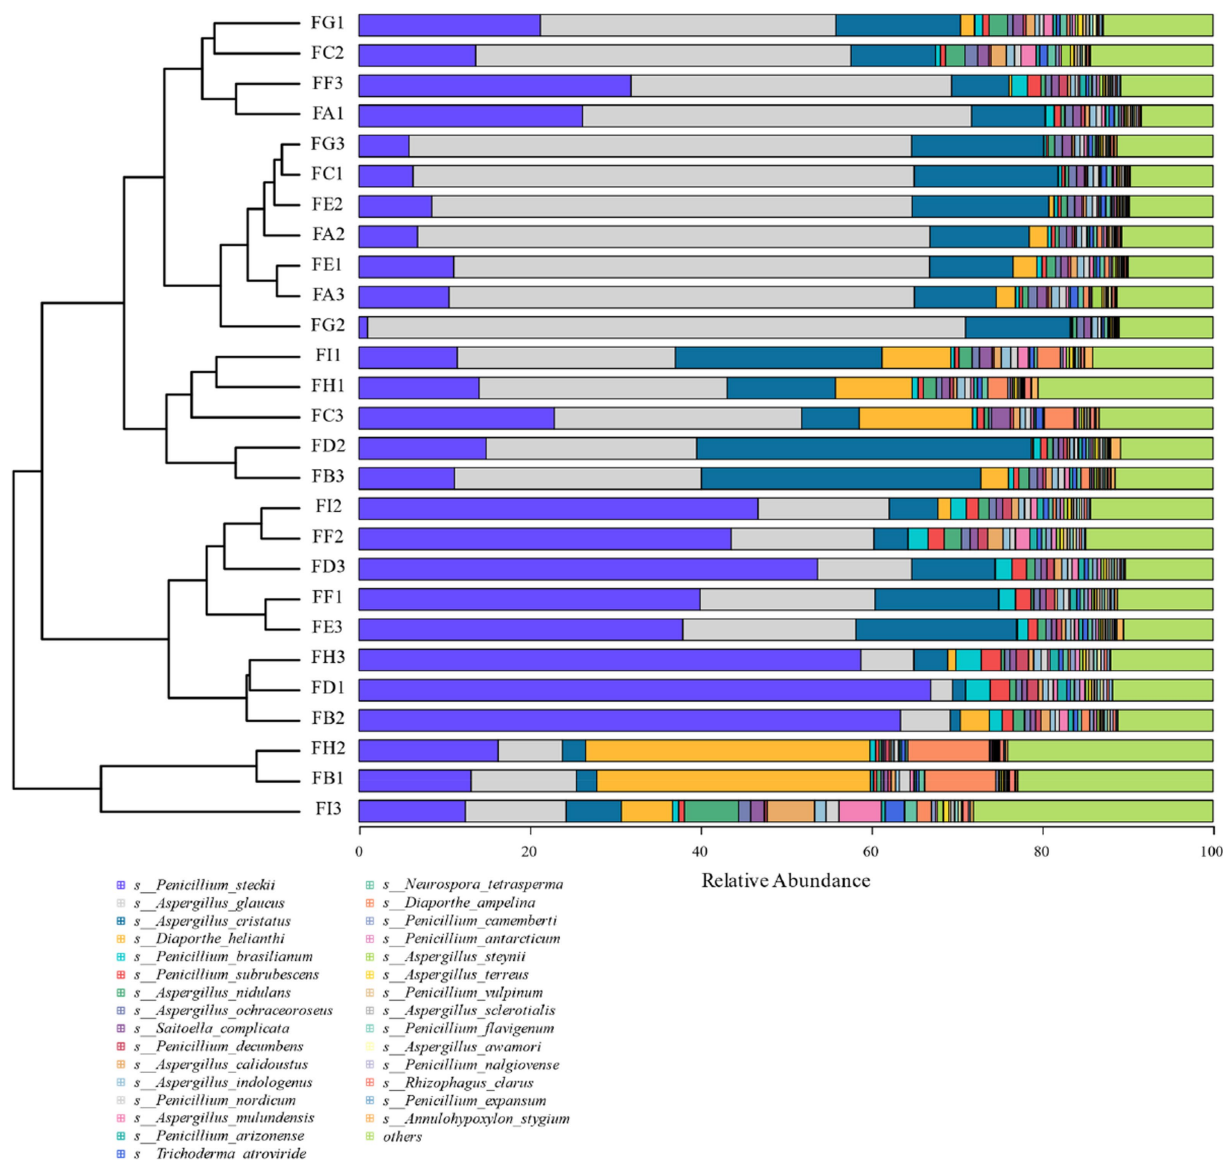 FG1
FC2
FF3
FA1
FG3
FC1
FE2
FA2
FE1
FA3
FG2
FI1
FH1
FC3
FD2
FB3
FI2
FF2
FD3
FF1
FE3
FH3
FD1
FB2
FH2
FB1
FI3
0 20 40 60 80 100
Relative Abundance
s__Penicillium_steckii
s__Aspergillus_glaucus
s__Aspergillus_cristatus
s__Diaporthe_helianthi
s__Penicillium_brasilianum
s__Penicillium_subrubescens
s__Aspergillus_nidulans
s__Aspergillus_ochraceoroseus
s__Saitoella_complicata
s__Penicillium_decumbens
s__Aspergillus_calidoustus
s__Aspergillus_indologenus
s__Penicillium_nordicum
s__Aspergillus_mulundensis
s__Penicillium_arizonense
s__Trichoderma_atroviride
s__Neurospora_tetrasperma
s__Diaporthe_ampelina
s__Penicillium_camemberti
s__Penicillium_antarcticum
s__Aspergillus_steynii
s__Aspergillus_terreus
s__Penicillium_vulpinum
s__Aspergillus_sclerotialis
s__Penicillium_flavigenum
s__Aspergillus_awamori
s__Penicillium_nalgiovense
s__Rhizophagus_clarus
s__Penicillium_expansum
s__Annulohypoxylon_stygium
others